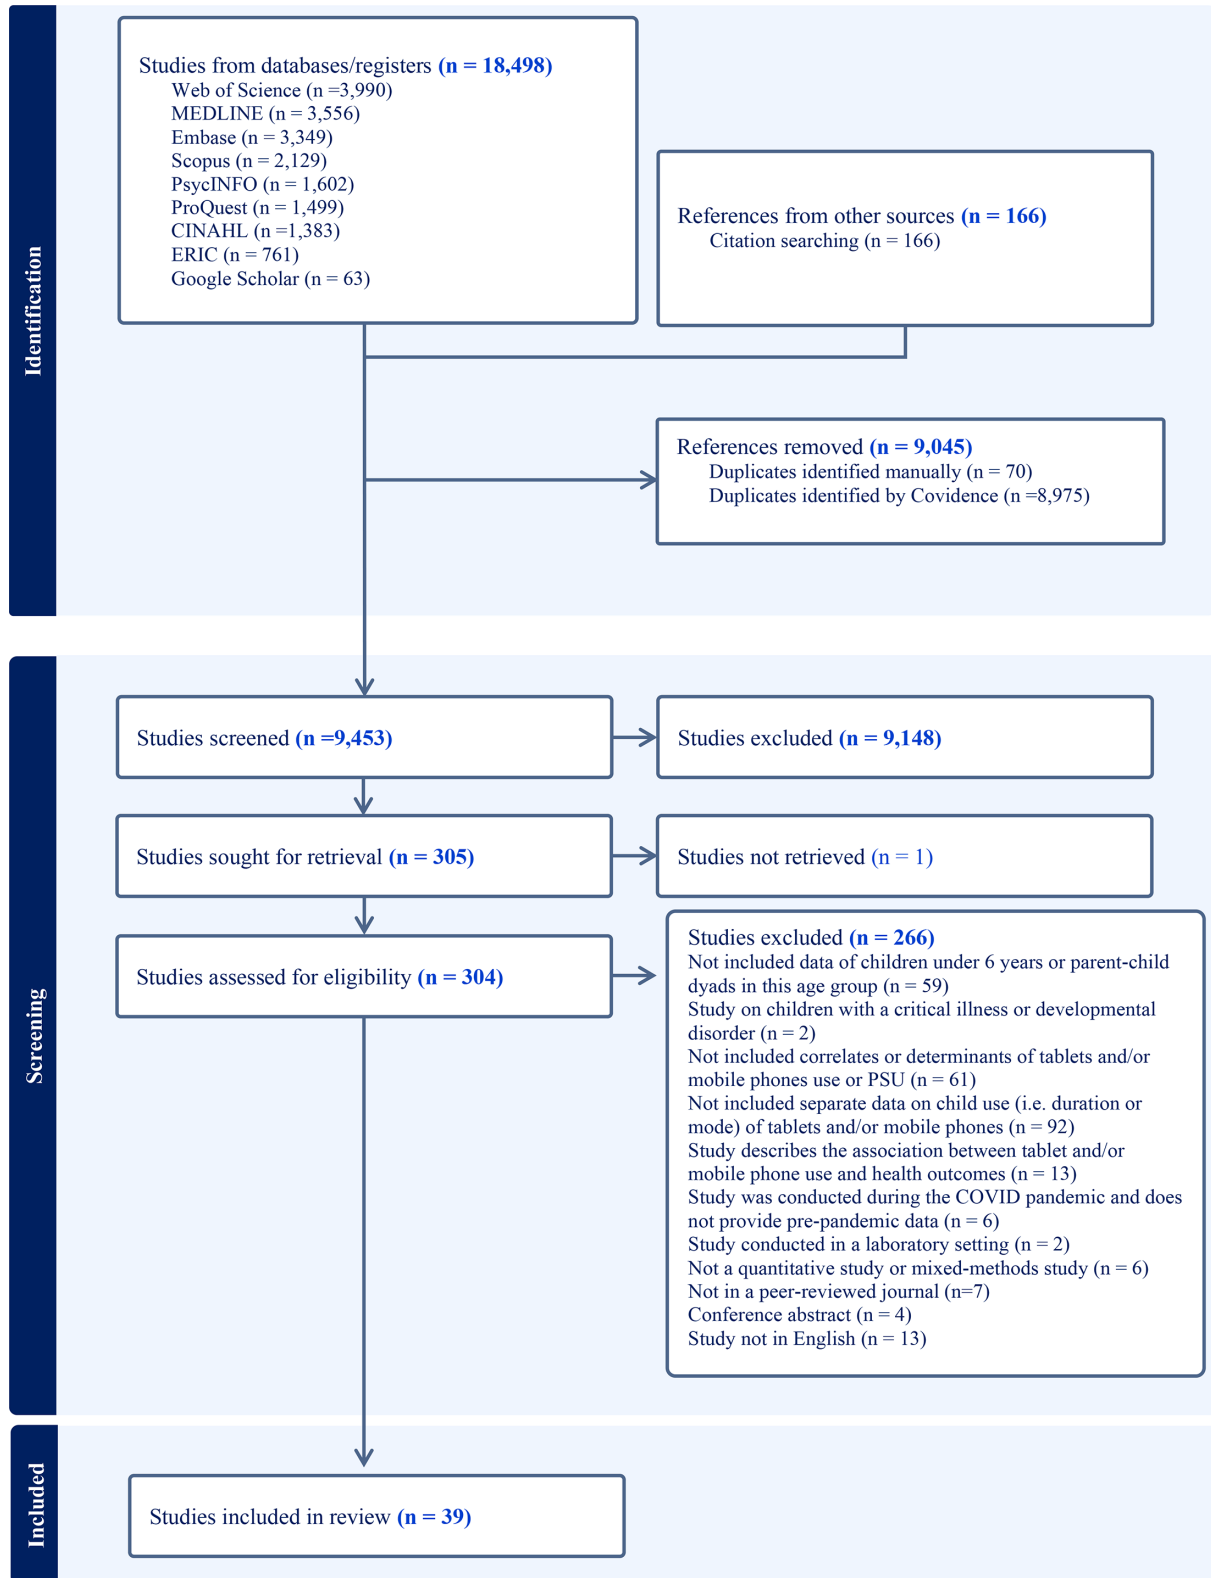 Identification
Studies from databases/registers (n = 18,498)
Web of Science (n =3,990)
MEDLINE (n = 3,556)
Embase (n = 3,349)
Scopus (n = 2,129)
PsycINFO (n = 1,602)
ProQuest (n = 1,499)
CINAHL (n =1,383)
ERIC (n = 761)
Google Scholar (n = 63)
References from other sources (n = 166)
Citation searching (n = 166)
References removed (n = 9,045)
Duplicates identified manually (n = 70)
Duplicates identified by Covidence (n =8,975)
Screening
Studies screened (n =9,453)
Studies excluded (n = 9,148)
Studies sought for retrieval (n = 305)
Studies not retrieved (n = 1)
Studies assessed for eligibility (n = 304)
Studies excluded (n = 266)
Not included data of children under 6 years or parent-child
dyads in this age group (n = 59)
Study on children with a critical illness or developmental
disorder (n = 2)
Not included correlates or determinants of tablets and/or
mobile phones use or PSU (n = 61)
Not included separate data on child use (i.e. duration or
mode) of tablets and/or mobile phones (n = 92)
Study describes the association between tablet and/or
mobile phone use and health outcomes (n = 13)
Study was conducted during the COVID pandemic and does
not provide pre-pandemic data (n = 6)
Study conducted in a laboratory setting (n = 2)
Not a quantitative study or mixed-methods study (n = 6)
Not in a peer-reviewed journal (n=7)
Conference abstract (n = 4)
Study not in English (n = 13)
Included
Studies included in review (n = 39)